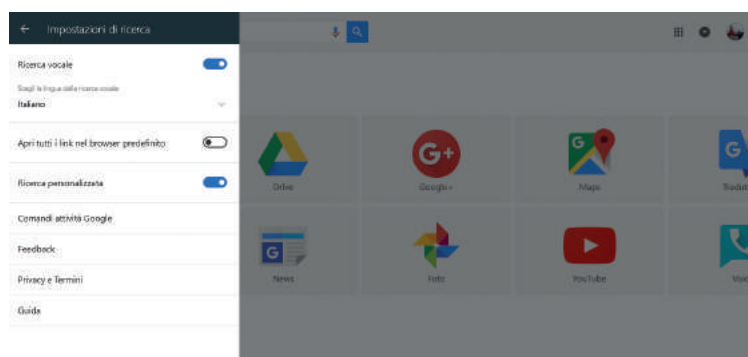 Impostazioni di ricerca
Ricerca vocale
Scegli la lingua della ricerca vocale
Italiano
Apri tutti i link nel browser predefinito
Ricerca personalizzata
Comandi attività Google
Feedback
Privacy e Termini
Guida
G+
G
Drive
Google+
Maps
Tradut
G
News
Foto
YouTube